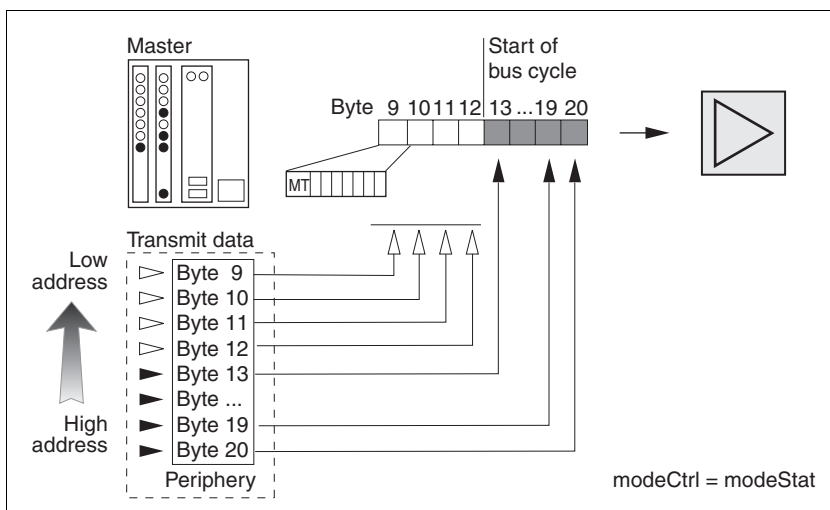 Master
Start of
bus cycle
Byte 9 10 11 12 13 ... 19 20
MT
Transmit data
Low
address
Byte 9
Byte 10
Byte 11
Byte 12
Byte 13
Byte ...
Byte 19
Byte 20
High
address
Periphery
modeCtrl = modeStat